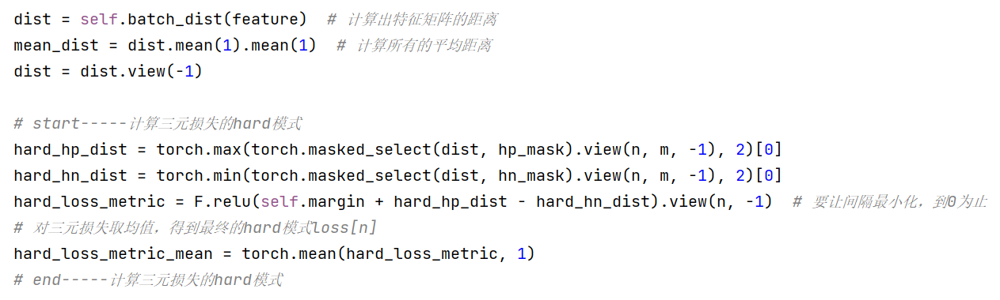 dist = self.batch_dist(feature)  # 计算出特征矩阵的距离
mean_dist = dist.mean(1).mean(1)  # 计算所有的平均距离
dist = dist.view(-1)
# start-----计算三元损失的hard模式
hard_hp_dist = torch.max(torch.masked_select(dist, hp_mask).view(n, m, -1), 2)[0]
hard_hn_dist = torch.min(torch.masked_select(dist, hn_mask).view(n, m, -1), 2)[0]
hard_loss_metric = F.relu(self.margin + hard_hp_dist - hard_hn_dist).view(n, -1)  # 要让间隔最小化，到0为止
# 对三元损失取均值，得到最终的hard模式loss[n]
hard_loss_metric_mean = torch.mean(hard_loss_metric, 1)
# end-----计算三元损失的hard模式